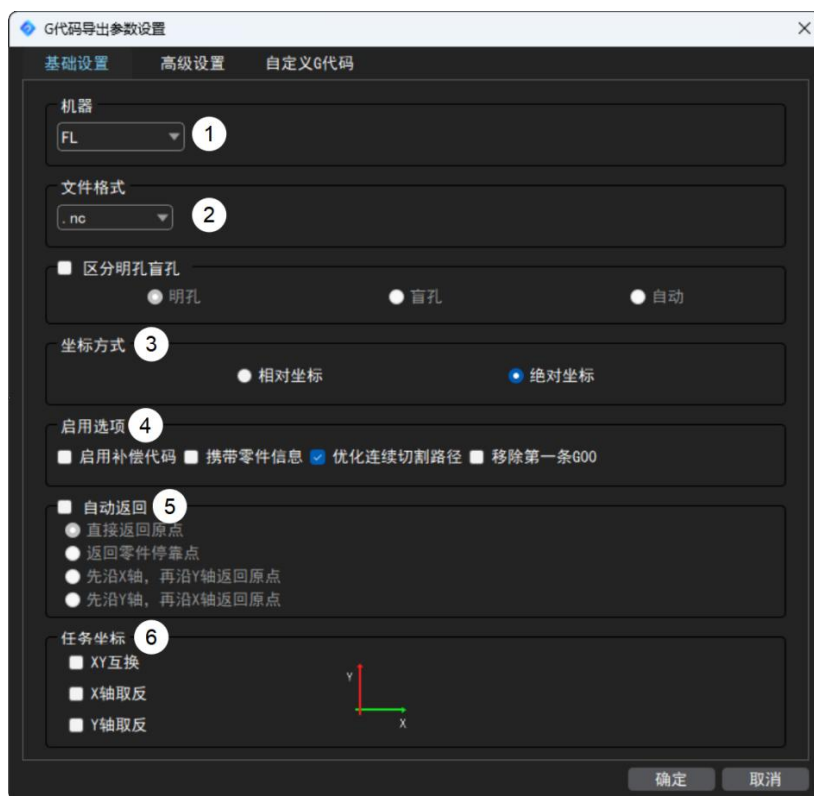 G代码导出参数设置
基础设置 高级设置 自定义G代码
机器
FL 1
文件格式
.nc 2
区分明孔盲孔
明孔 盲孔 自动
坐标方式 3
相对坐标 绝对坐标
启用选项 4
启用补偿代码 携带零件信息 优化连续切割路径 移除第一条G00
自动返回 5
直接返回原点
返回零件停靠点
先沿X轴，再沿Y轴返回原点
先沿Y轴，再沿X轴返回原点
任务坐标 6
XY互换
Y
X轴取反
X
Y轴取反
确定 取消